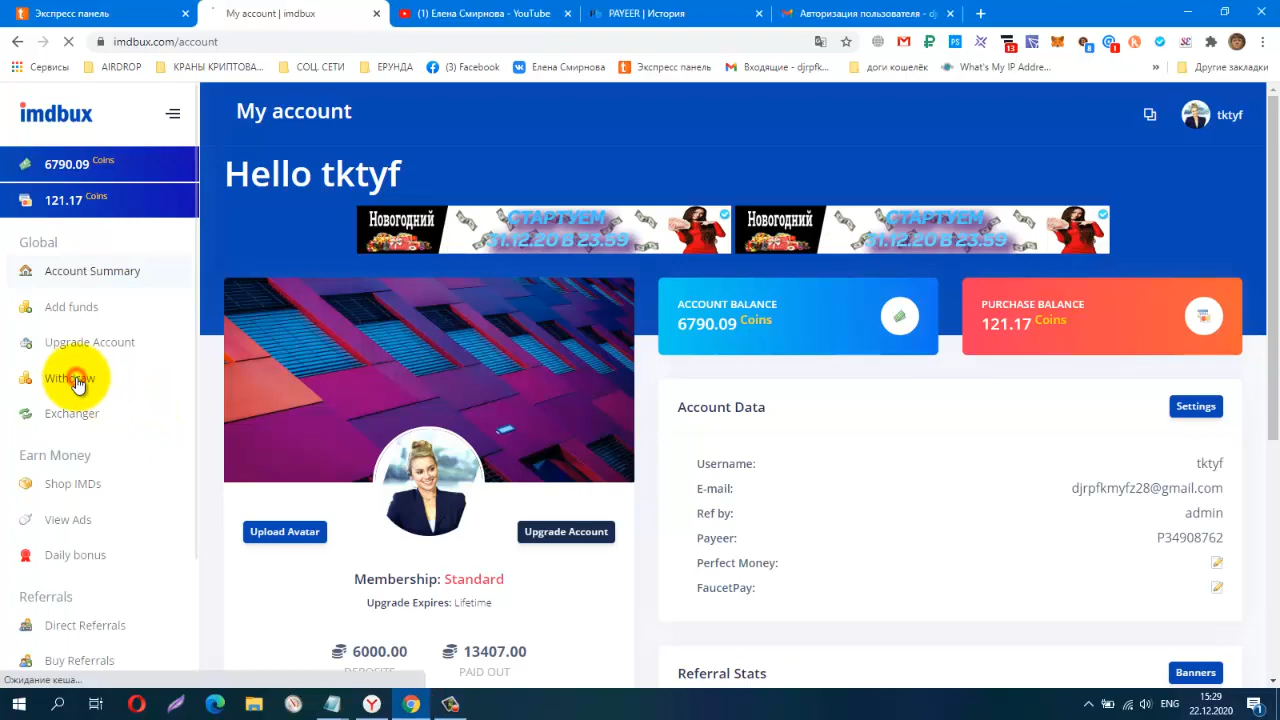 Экспресс панель
My account | imdbux
(1) Елена Смирнова - YouTube
PAYEER | История
Авторизация пользователя - dj
imdbux.com/account
13
8
1
Сервисы
AIRDROP
КРАНЫ КРИПТОВА...
СОЦ. СЕТИ
ЕРУНДА
(3) Facebook
Елена Смирнова
Экспресс панель
Входящие - djrpfk...
доги кошелёк
What's My IP Addre...
»
Другие закладки
imdbux
My account
tktyf
6790.09 Coins
121.17 Coins
Hello tktyf
Новогодний
СТАРТУЕМ
31.12.20 В 23.59
Новогодний
СТАРТУЕМ
31.12.20 В 23.59
Global
Account Summary
Add funds
Upgrade Account
Withdraw
Exchanger
Earn Money
Shop IMDs
View Ads
Daily bonus
Referrals
Direct Referrals
Buy Referrals
ACCOUNT BALANCE
6790.09 Coins
PURCHASE BALANCE
121.17 Coins
Upload Avatar
Upgrade Account
Membership: Standard
Upgrade Expires: Lifetime
6000.00
DEPOSITS
13407.00
PAID OUT
Account Data
Settings
Username:
tktyf
E-mail:
djrpfkmyfz28@gmail.com
Ref by:
admin
Payeer:
P34908762
Perfect Money:
FaucetPay:
Referral Stats
Banners
Ожидание кеша...
ENG
15:29
22.12.2020
1